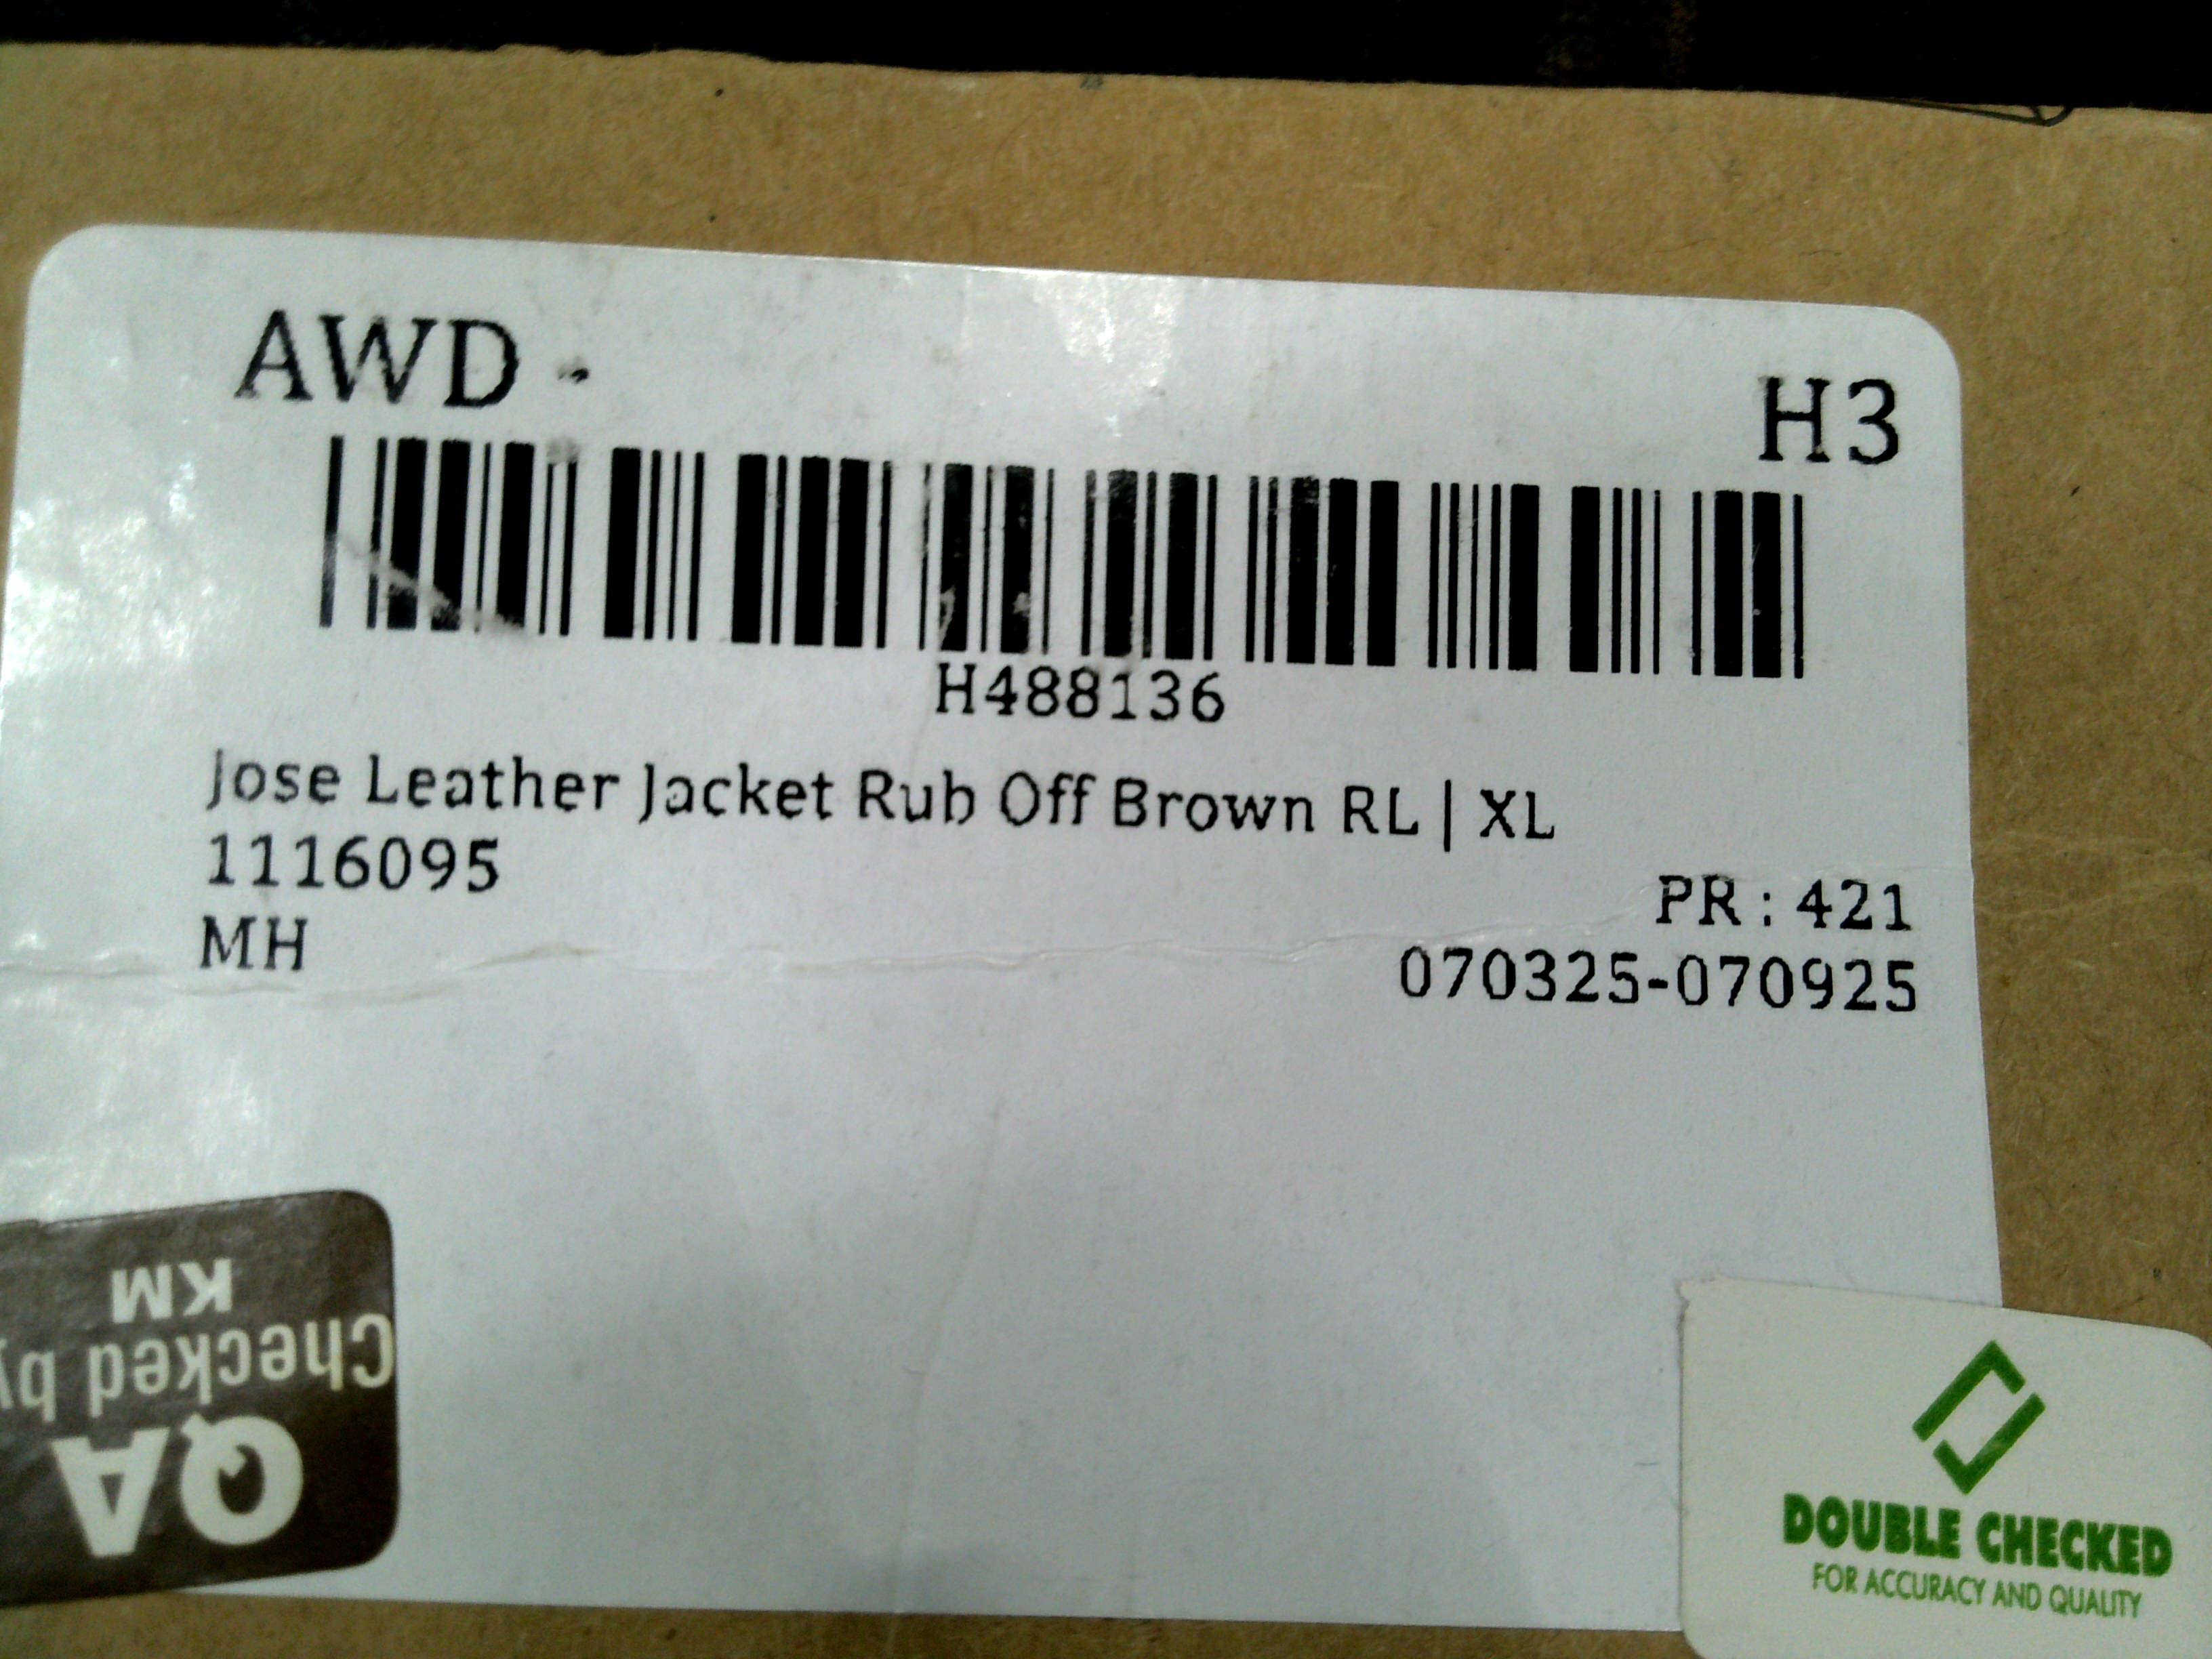 AWD -
H3
H488136
Jose Leather Jacket Rub Off Brown RL | XL
1116095
PR : 421
MH
070325-070925
QA
Checked by
KM
DOUBLE CHECKED
FOR ACCURACY AND QUALITY